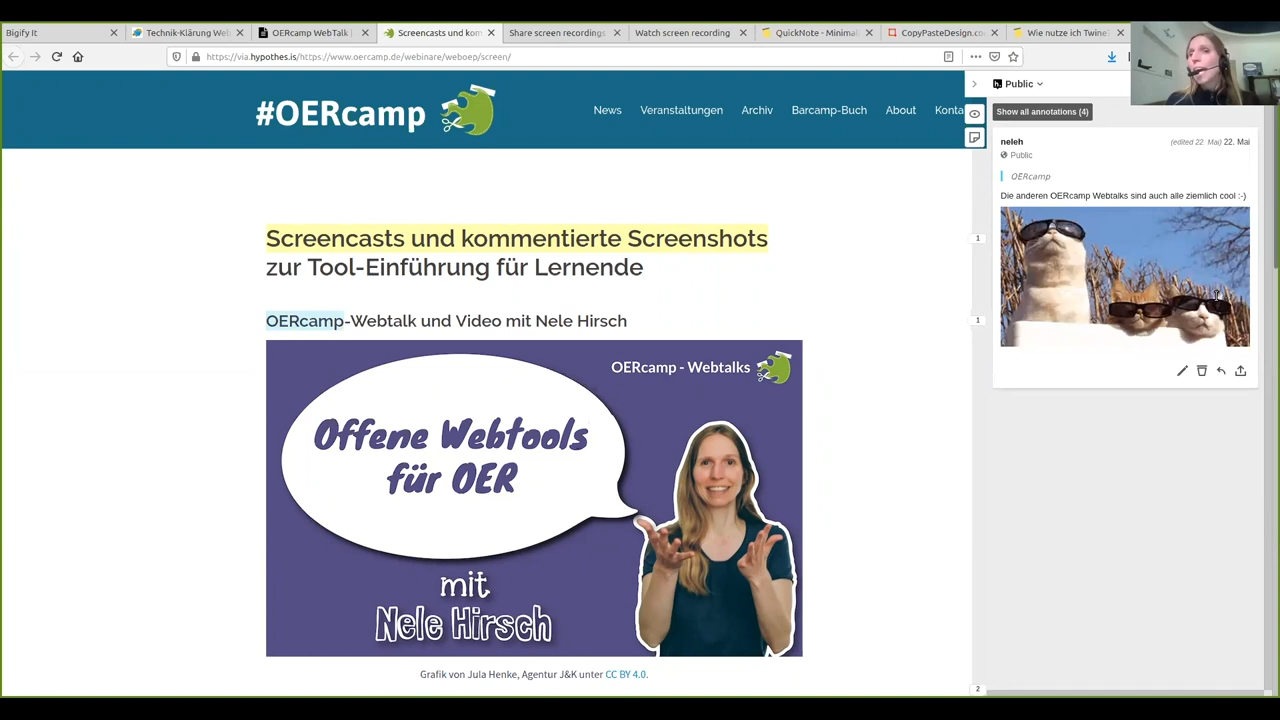 Bigify It
Technik-Klärung Web
OERcamp WebTalk
Screencasts und kom
Share screen recordings
Watch screen recording
QuickNote - Minimal
CopyPasteDesign.co
Wie nutze ich Twine
https://via.hypothes.is/https://www.oercamp.de/webinare/weboep/screen/
#OERcamp
News Veranstaltungen Archiv Barcamp-Buch About Konta
Screencasts und kommentierte Screenshots
zur Tool-Einführung für Lernende
OERcamp-Webtalk und Video mit Nele Hirsch
OERcamp - Webtalks
Offene Webtools
für OER
mit
Nele Hirsch
Grafik von Jula Henke, Agentur J&K unter CC BY 4.0.
1
1
2
Public
Show all annotations (4)
neleh (edited 22. Mai) 22. Mai
Public
OERcamp
Die anderen OERcamp Webtalks sind auch alle ziemlich cool :-)